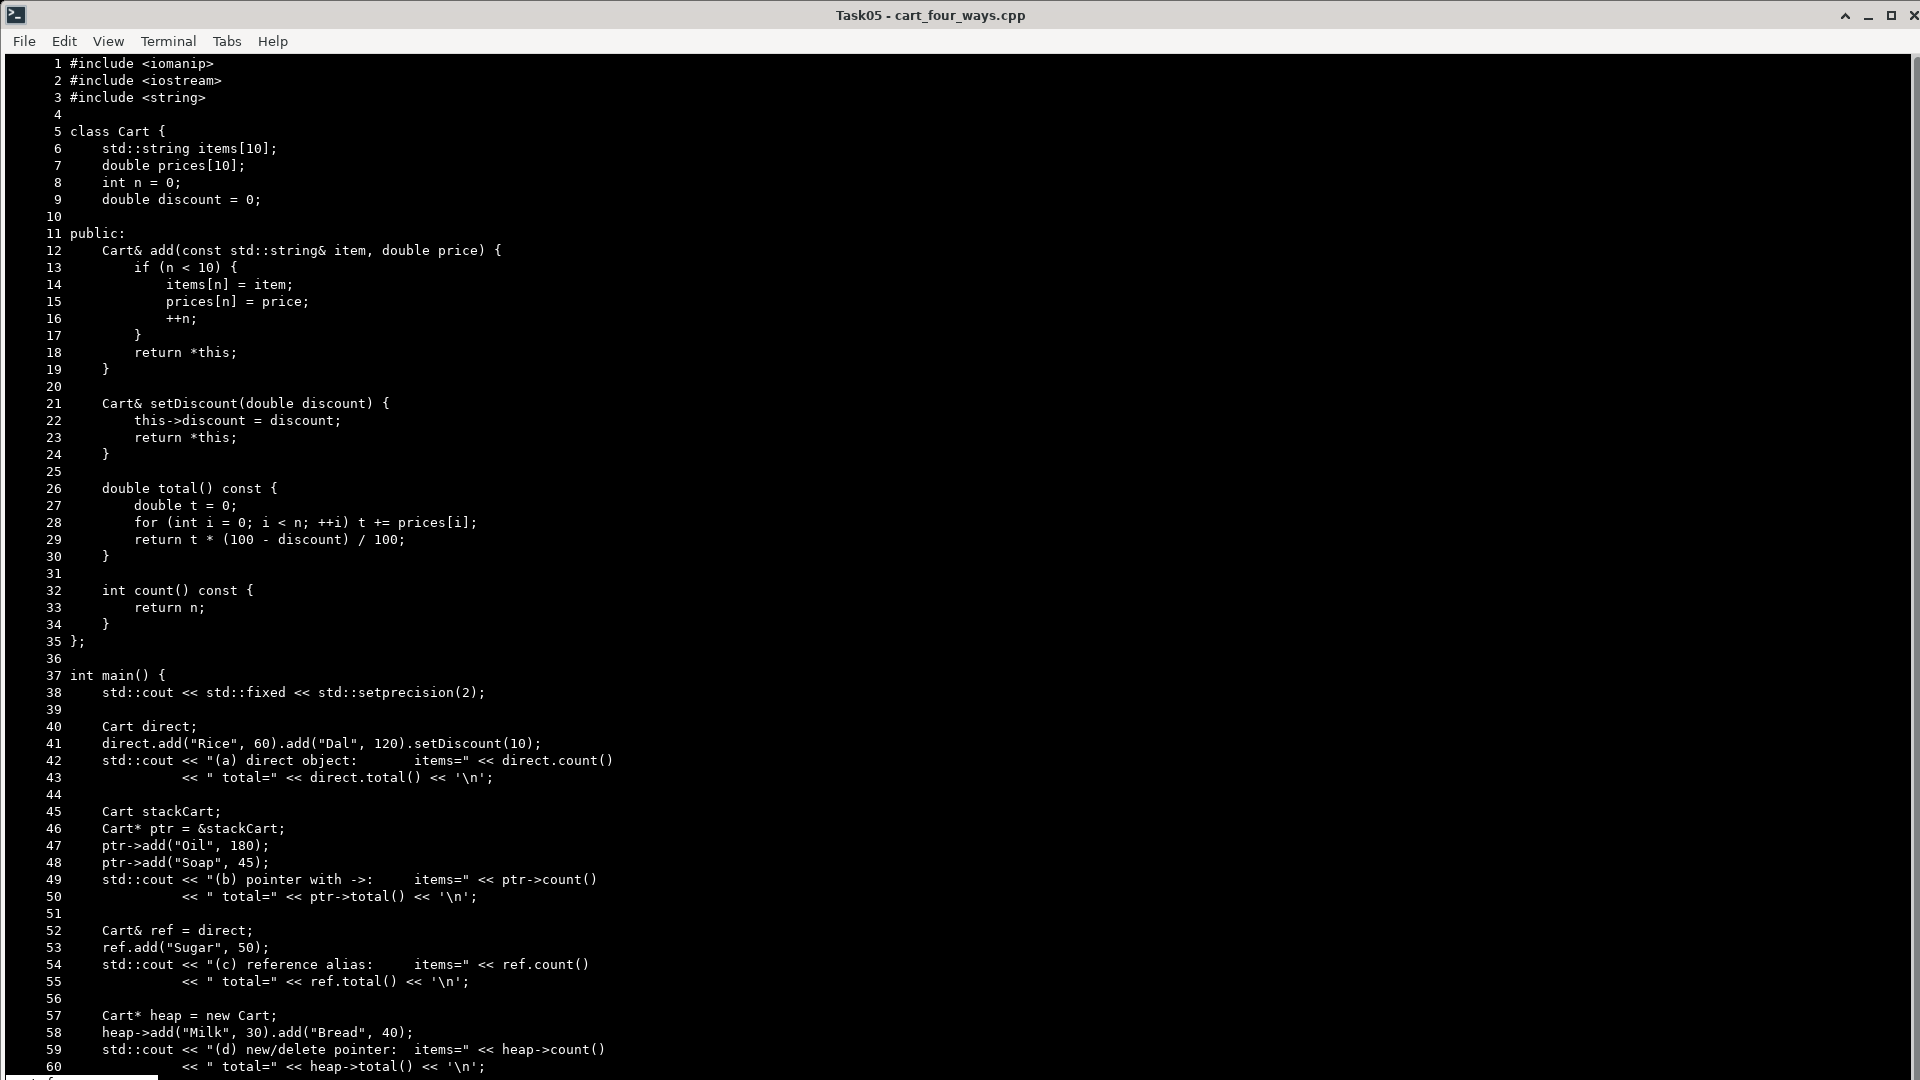 Task05 - cart_four_ways.cpp
File Edit View Terminal Tabs Help
1 #include <iomanip>
2 #include <iostream>
3 #include <string>
4
5 class Cart {
6     std::string items[10];
7     double prices[10];
8     int n = 0;
9     double discount = 0;
10
11 public:
12     Cart& add(const std::string& item, double price) {
13         if (n < 10) {
14             items[n] = item;
15             prices[n] = price;
16             ++n;
17         }
18         return *this;
19     }
20
21     Cart& setDiscount(double discount) {
22         this->discount = discount;
23         return *this;
24     }
25
26     double total() const {
27         double t = 0;
28         for (int i = 0; i < n; ++i) t += prices[i];
29         return t * (100 - discount) / 100;
30     }
31
32     int count() const {
33         return n;
34     }
35 };
36
37 int main() {
38     std::cout << std::fixed << std::setprecision(2);
39
40     Cart direct;
41     direct.add("Rice", 60).add("Dal", 120).setDiscount(10);
42     std::cout << "(a) direct object:       items=" << direct.count()
43               << " total=" << direct.total() << '\n';
44
45     Cart stackCart;
46     Cart* ptr = &stackCart;
47     ptr->add("Oil", 180);
48     ptr->add("Soap", 45);
49     std::cout << "(b) pointer with ->:     items=" << ptr->count()
50               << " total=" << ptr->total() << '\n';
51
52     Cart& ref = direct;
53     ref.add("Sugar", 50);
54     std::cout << "(c) reference alias:     items=" << ref.count()
55               << " total=" << ref.total() << '\n';
56
57     Cart* heap = new Cart;
58     heap->add("Milk", 30).add("Bread", 40);
59     std::cout << "(d) new/delete pointer:  items=" << heap->count()
60               << " total=" << heap->total() << '\n';